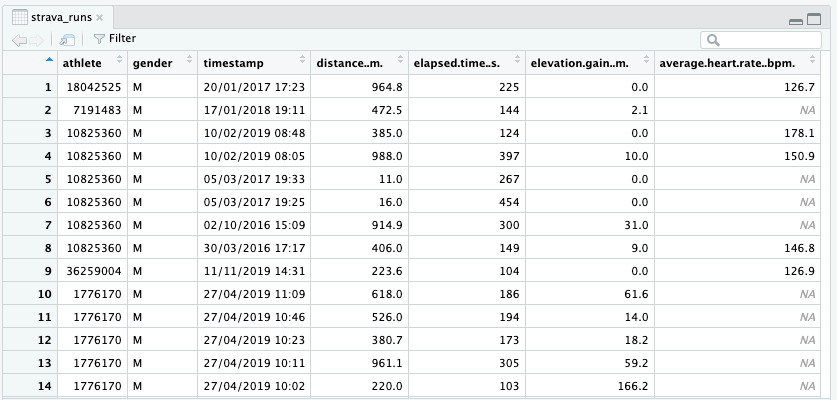 strava_runs
Filter
athlete gender timestamp distance..m. elapsed.time..s. elevation.gain..m. average.heart.rate..bpm.
1 18042525 M 20/01/2017 17:23 964.8 225 0.0 126.7
2 7191483 M 17/01/2018 19:11 472.5 144 2.1 NA
3 10825360 M 10/02/2019 08:48 385.0 124 0.0 178.1
4 10825360 M 10/02/2019 08:05 988.0 397 10.0 150.9
5 10825360 M 05/03/2017 19:33 11.0 267 0.0 NA
6 10825360 M 05/03/2017 19:25 16.0 454 0.0 NA
7 10825360 M 02/10/2016 15:09 914.9 300 31.0 NA
8 10825360 M 30/03/2016 17:17 406.0 149 9.0 146.8
9 36259004 M 11/11/2019 14:31 223.6 104 0.0 126.9
10 1776170 M 27/04/2019 11:09 618.0 186 61.6 NA
11 1776170 M 27/04/2019 10:46 526.0 194 14.0 NA
12 1776170 M 27/04/2019 10:23 380.7 173 18.2 NA
13 1776170 M 27/04/2019 10:11 961.1 305 59.2 NA
14 1776170 M 27/04/2019 10:02 220.0 103 166.2 NA